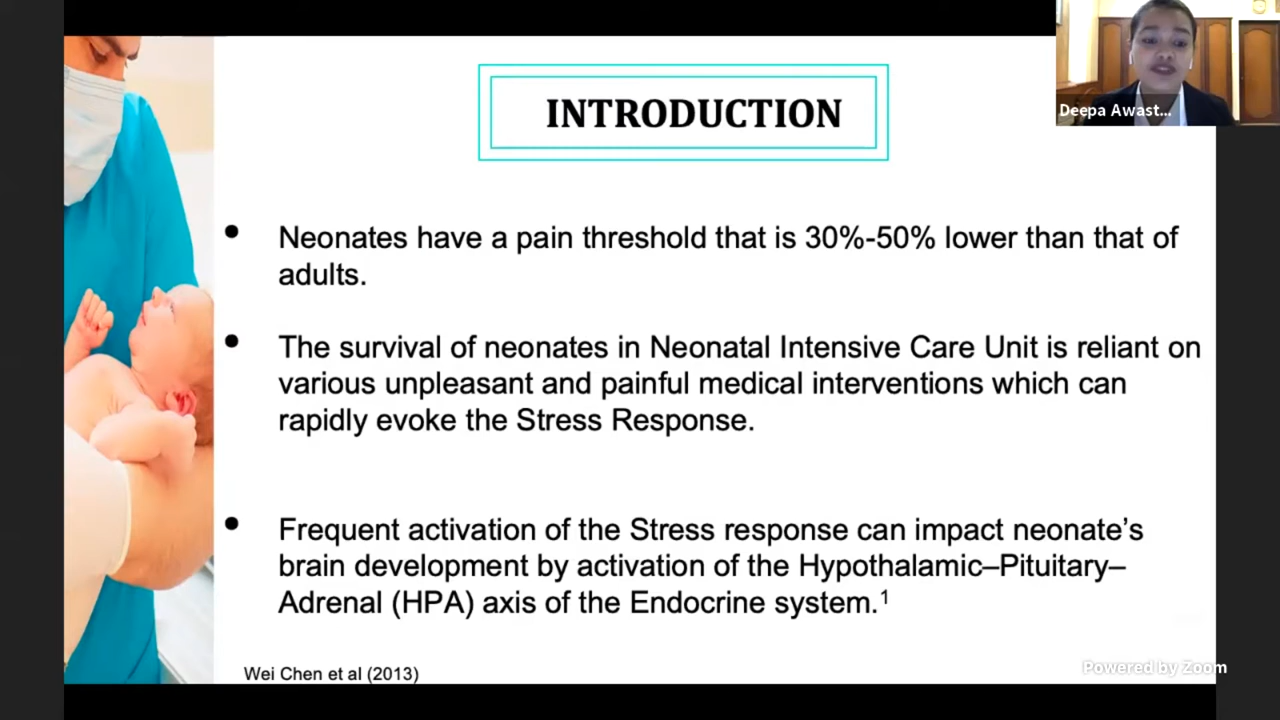 INTRODUCTION
Deepa Awast...
• Neonates have a pain threshold that is 30%-50% lower than that of
adults.
• The survival of neonates in Neonatal Intensive Care Unit is reliant on
various unpleasant and painful medical interventions which can
rapidly evoke the Stress Response.
• Frequent activation of the Stress response can impact neonate’s
brain development by activation of the Hypothalamic–Pituitary–
Adrenal (HPA) axis of the Endocrine system.¹
Wei Chen et al (2013)
Powered by Zoom